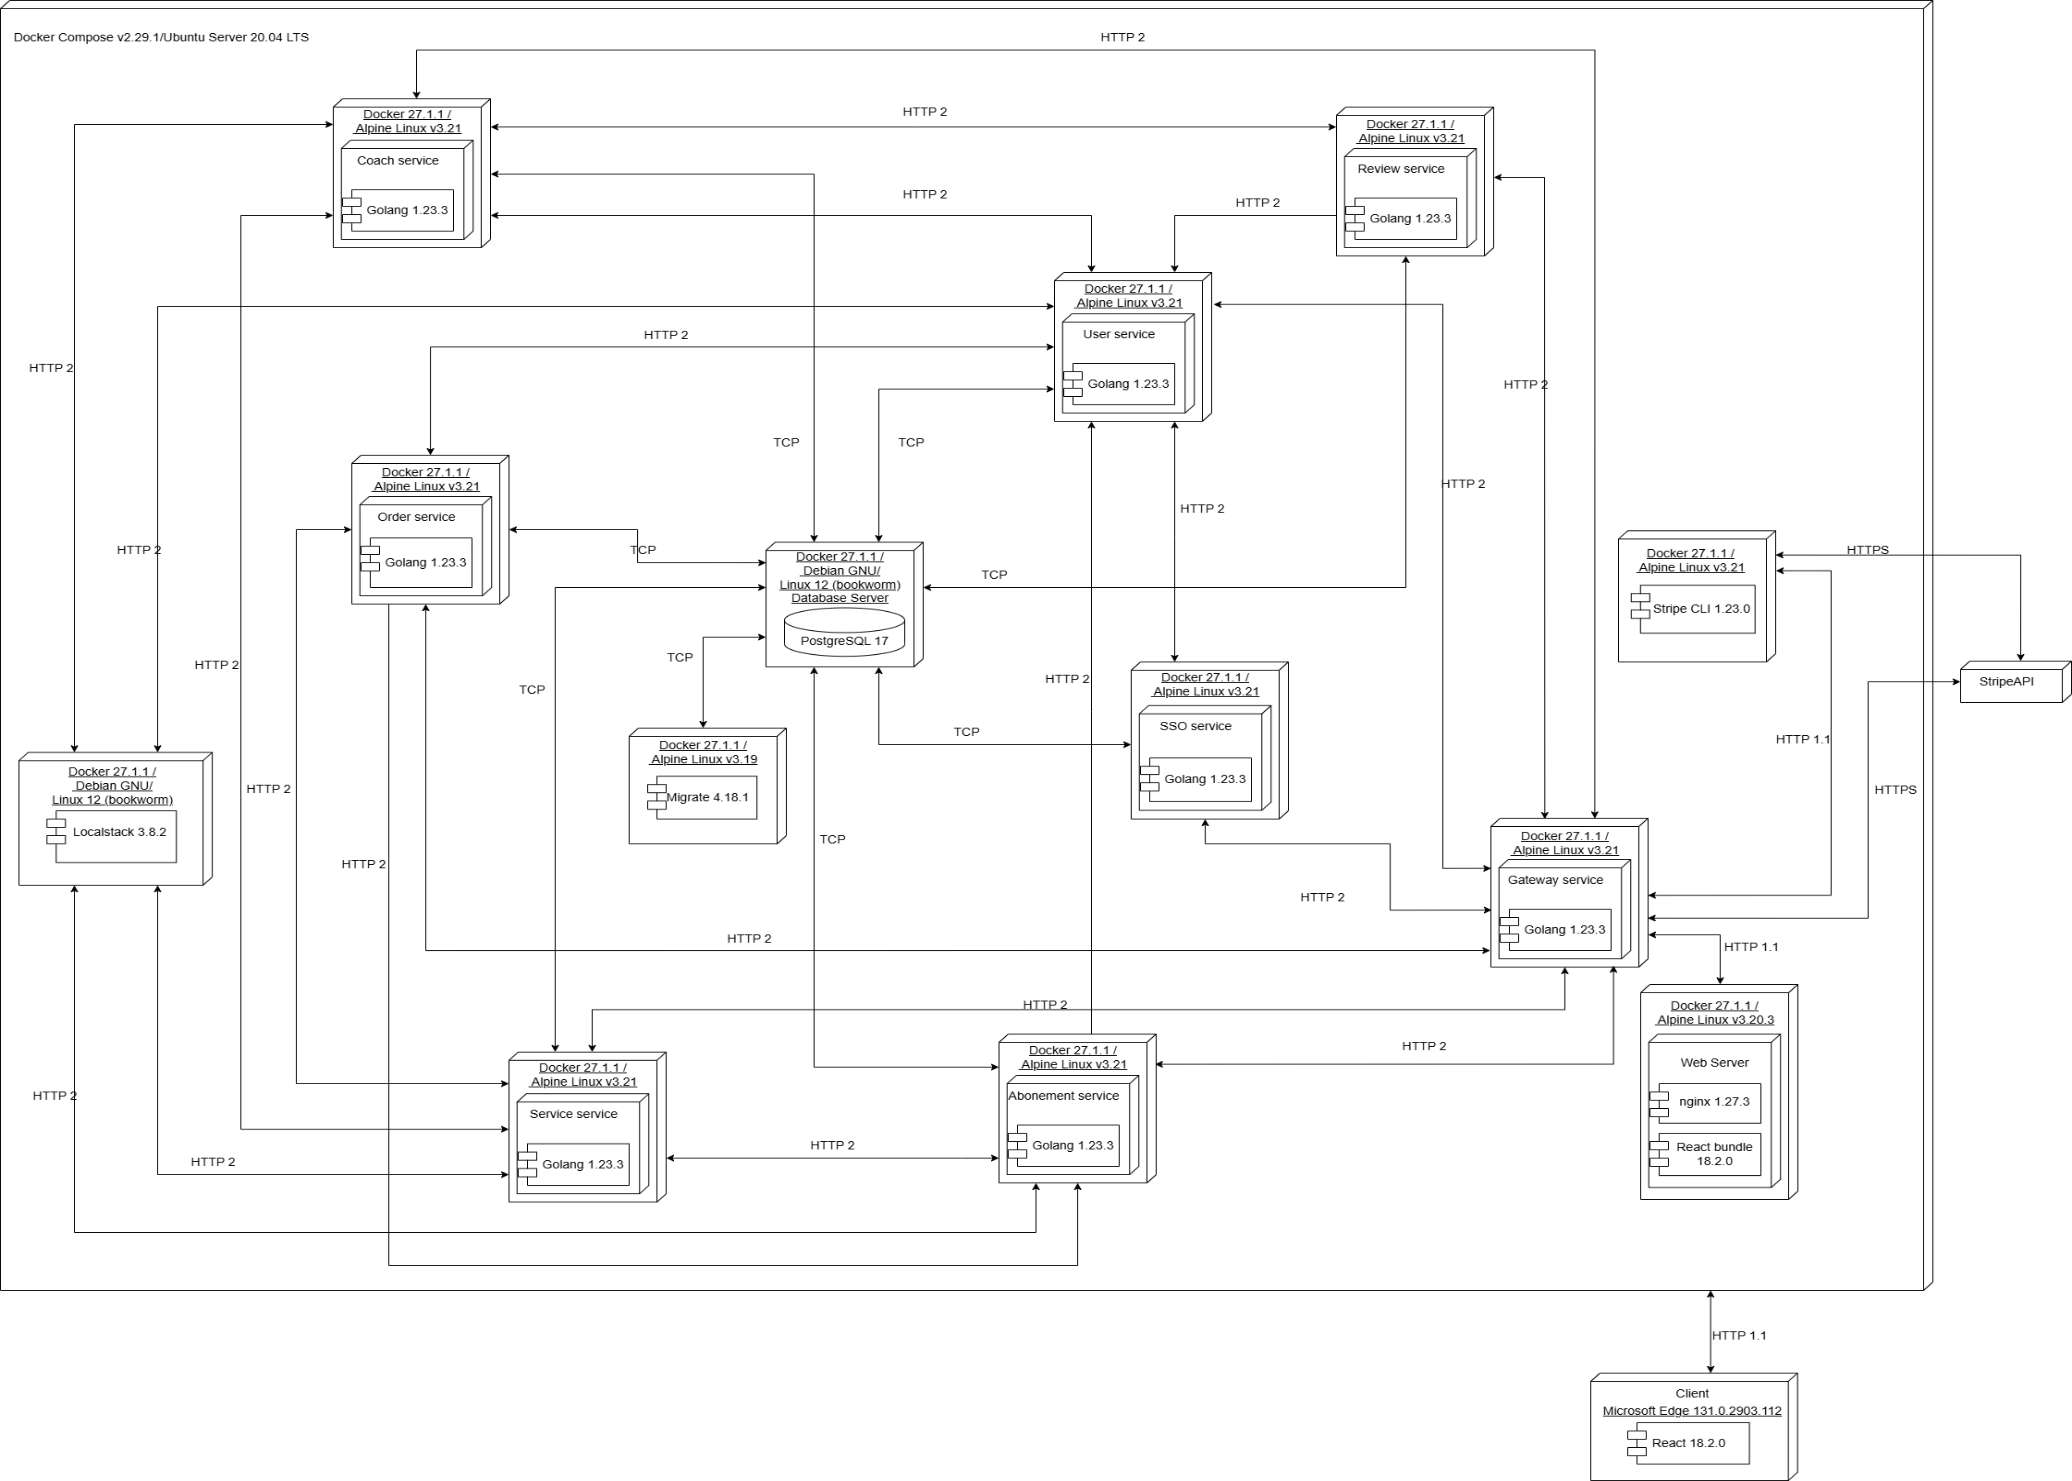 Docker Compose v2.29.1/Ubuntu Server 20.04 LTS
HTTP 2
Docker 27.1.1 /
Alpine Linux v3.21
Coach service
Golang 1.23.3
HTTP 2
Docker 27.1.1 /
Alpine Linux v3.21
Review service
Golang 1.23.3
HTTP 2
HTTP 2
Docker 27.1.1 /
Alpine Linux v3.21
User service
Golang 1.23.3
HTTP 2
HTTP 2
HTTP 2
TCP
TCP
Docker 27.1.1 /
Alpine Linux v3.21
Order service
Golang 1.23.3
HTTP 2
HTTP 2
HTTP 2
TCP
Docker 27.1.1 /
Debian GNU/
Linux 12 (bookworm)
Database Server
PostgreSQL 17
TCP
Docker 27.1.1 /
Alpine Linux v3.21
Stripe CLI 1.23.0
HTTPS
StripeAPI
HTTP 2
TCP
TCP
HTTP 2
Docker 27.1.1 /
Alpine Linux v3.21
SSO service
Golang 1.23.3
TCP
HTTP 1.1
Docker 27.1.1 /
Alpine Linux v3.19
Migrate 4.18.1
Docker 27.1.1 /
Debian GNU/
Linux 12 (bookworm)
Localstack 3.8.2
HTTP 2
HTTPS
TCP
HTTP 2
Docker 27.1.1 /
Alpine Linux v3.21
Gateway service
Golang 1.23.3
HTTP 2
HTTP 2
HTTP 1.1
HTTP 2
Docker 27.1.1 /
Alpine Linux v3.20.3
Web Server
nginx 1.27.3
React bundle
18.2.0
HTTP 2
HTTP 2
Docker 27.1.1 /
Alpine Linux v3.21
Service service
Golang 1.23.3
Docker 27.1.1 /
Alpine Linux v3.21
Abonement service
Golang 1.23.3
HTTP 2
HTTP 2
HTTP 1.1
Client
Microsoft Edge 131.0.2903.112
React 18.2.0